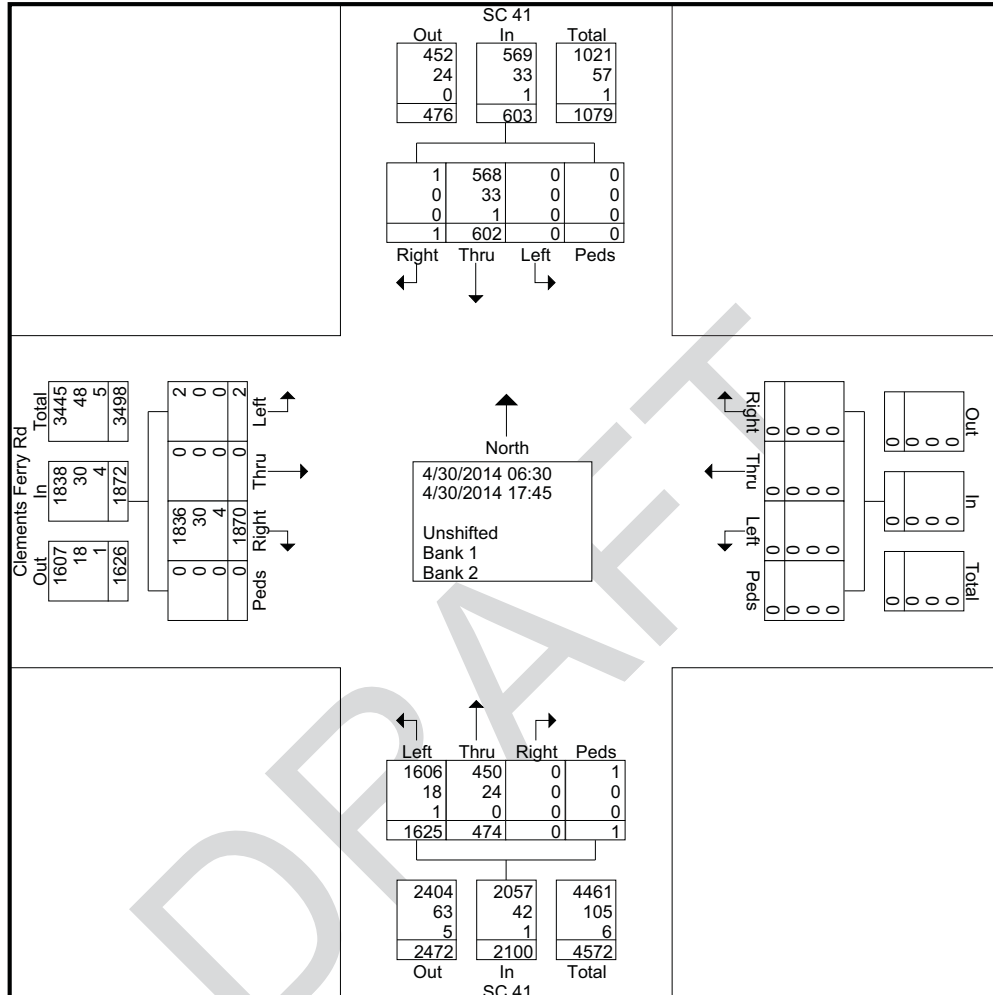 SC 41
Out In Total
452 569 1021
24 33 57
0 1 1
476 603 1079
1 568 0 0
0 33 0 0
0 1 0 0
1 602 0 0
Right Thru Left Peds
Clements Ferry Rd
Total In Out
3445 1838 1607
48 30 18
5 4 1
3498 1872 1626
2 0 1836 0
0 0 30 0
0 0 4 0
2 0 1870 0
Left Thru Right Peds
North
4/30/2014 06:30
4/30/2014 17:45
Unshifted
Bank 1
Bank 2
Right Thru Left Peds
0 0 0 0
0 0 0 0
0 0 0 0
0 0 0 0
Out In Total
0 0 0
0 0 0
0 0 0
0 0 0
Left Thru Right Peds
1606 450 0 1
18 24 0 0
1 0 0 0
1625 474 0 1
2404 2057 4461
63 42 105
5 1 6
2472 2100 4572
Out In Total
SC 41
DRAFT